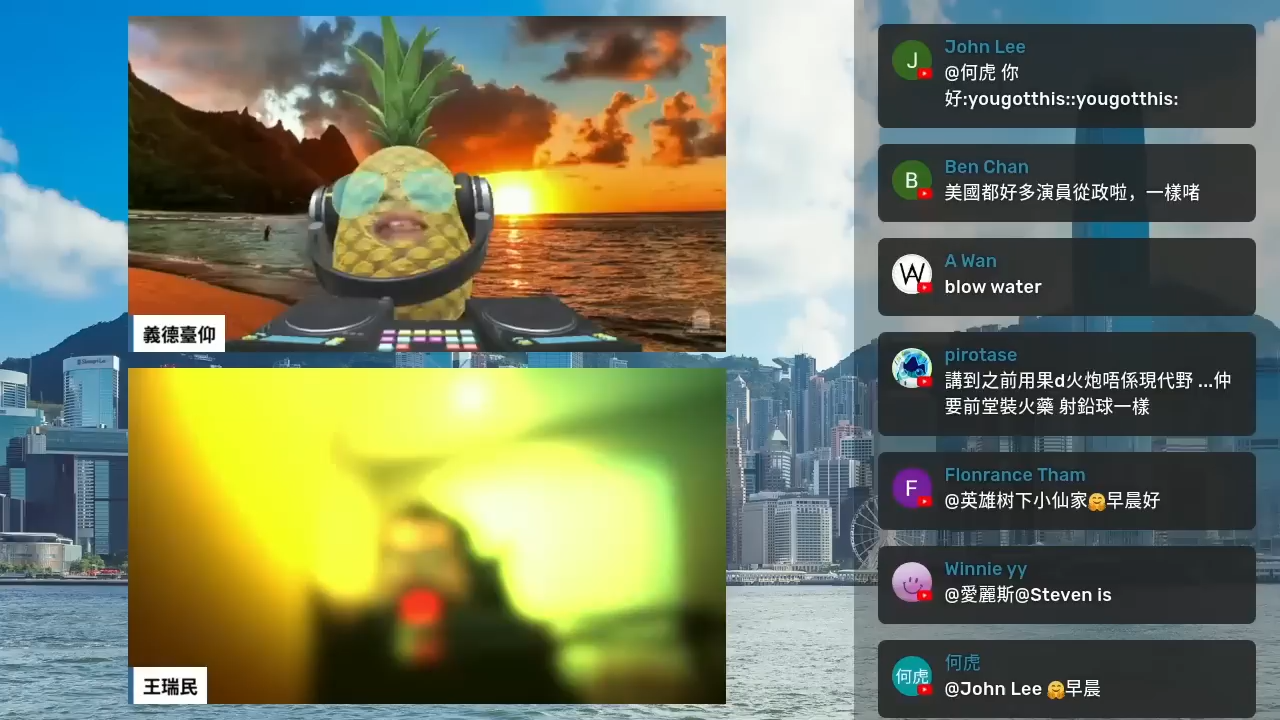 義德臺仰
王瑞民
John Lee
@何虎 你
好:yougotthis::yougotthis:
Ben Chan
美國都好多演員從政啦，一樣啫
A Wan
blow water
pirotase
講到之前用果d火炮唔係現代野 ...仲
要前堂裝火藥 射鉛球一樣
Flonrance Tham
@英雄树下小仙家🤗早晨好
Winnie yy
@愛麗斯@Steven is
何虎
@John Lee 🤗早晨
J
B
W
F
何虎